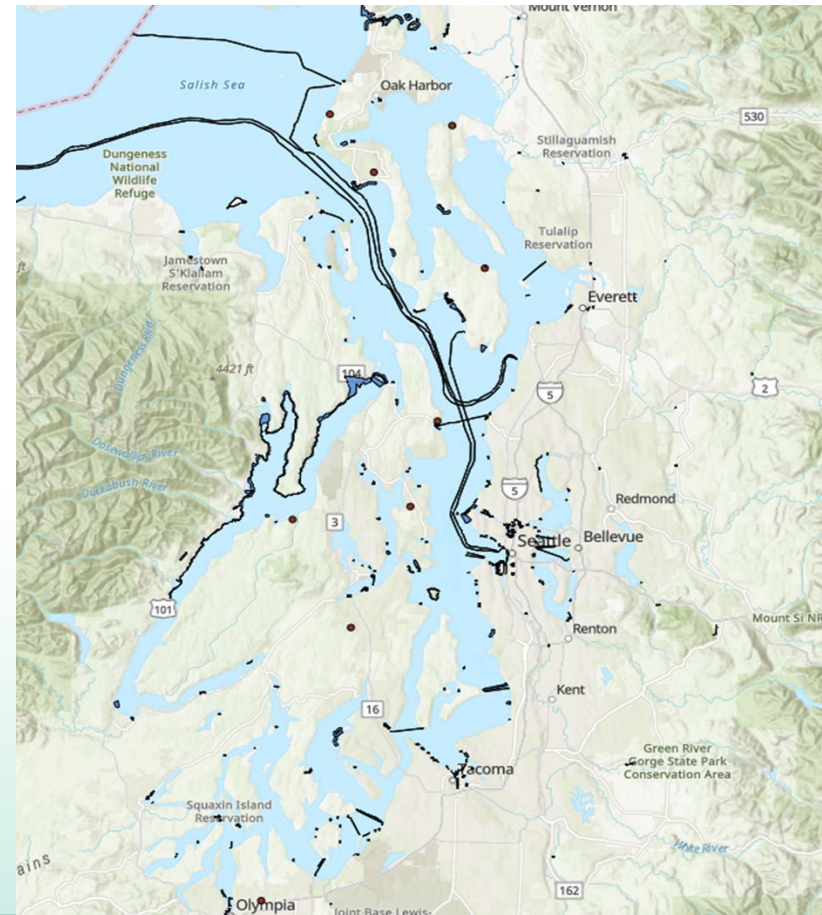 Mount Vernon
Salish Sea
Oak Harbor
530
Stillaguamish
Reservation
Dungeness
National
Wildlife
Refuge
Tulalip
Reservation
ft
Jamestown
S'Klallam
Reservation
Everett
Dungeness River
4421 ft
104
2
5
Dosewallips River
Duckabush River
5
Redmond
3
Seattle
Bellevue
101
Mount Si NR
Renton
Kent
16
Green River
Gorge State Park
Conservation Area
Tacoma
Squaxin Island
Reservation
White River
ains
162
Olympia
Joint Base Lewis-